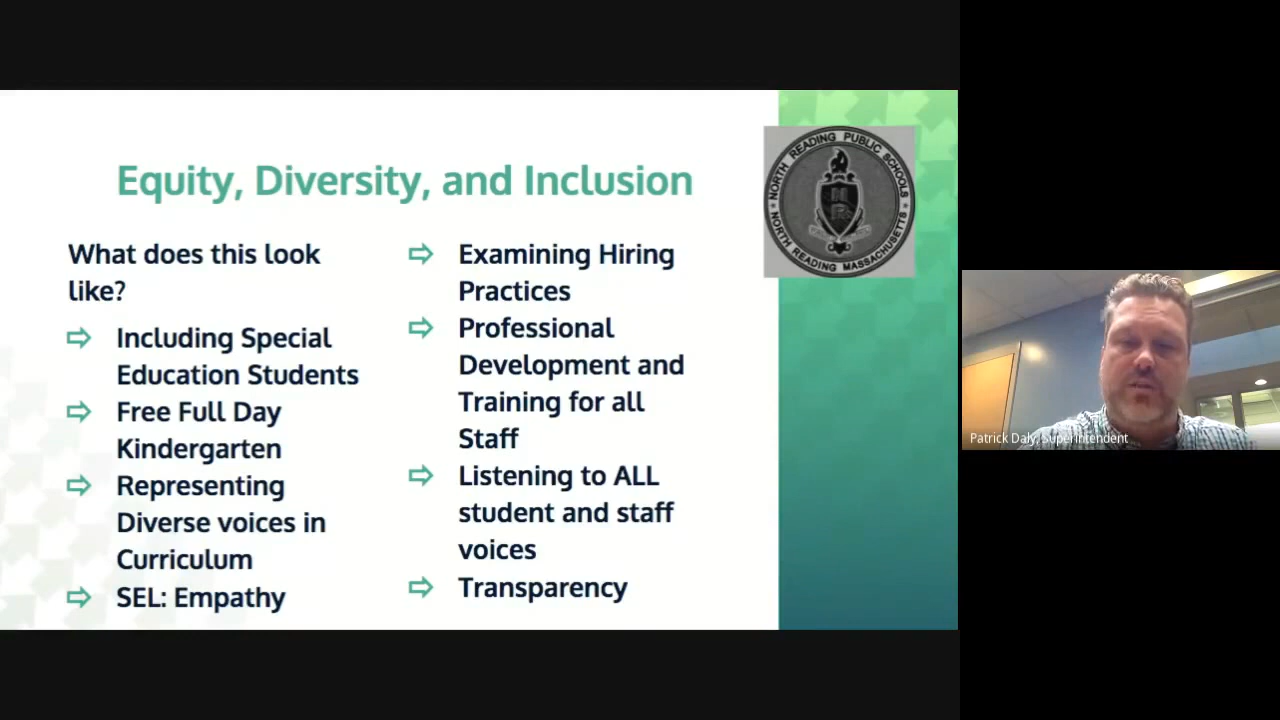 Equity, Diversity, and Inclusion
What does this look
like?
⇨ Including Special
Education Students
⇨ Free Full Day
Kindergarten
⇨ Representing
Diverse voices in
Curriculum
⇨ SEL: Empathy
⇨ Examining Hiring
Practices
⇨ Professional
Development and
Training for all
Staff
⇨ Listening to ALL
student and staff
voices
⇨ Transparency
NORTH READING PUBLIC SCHOOLS
NORTH READING MASSACHUSETTS
Patrick Daly, Superintendent